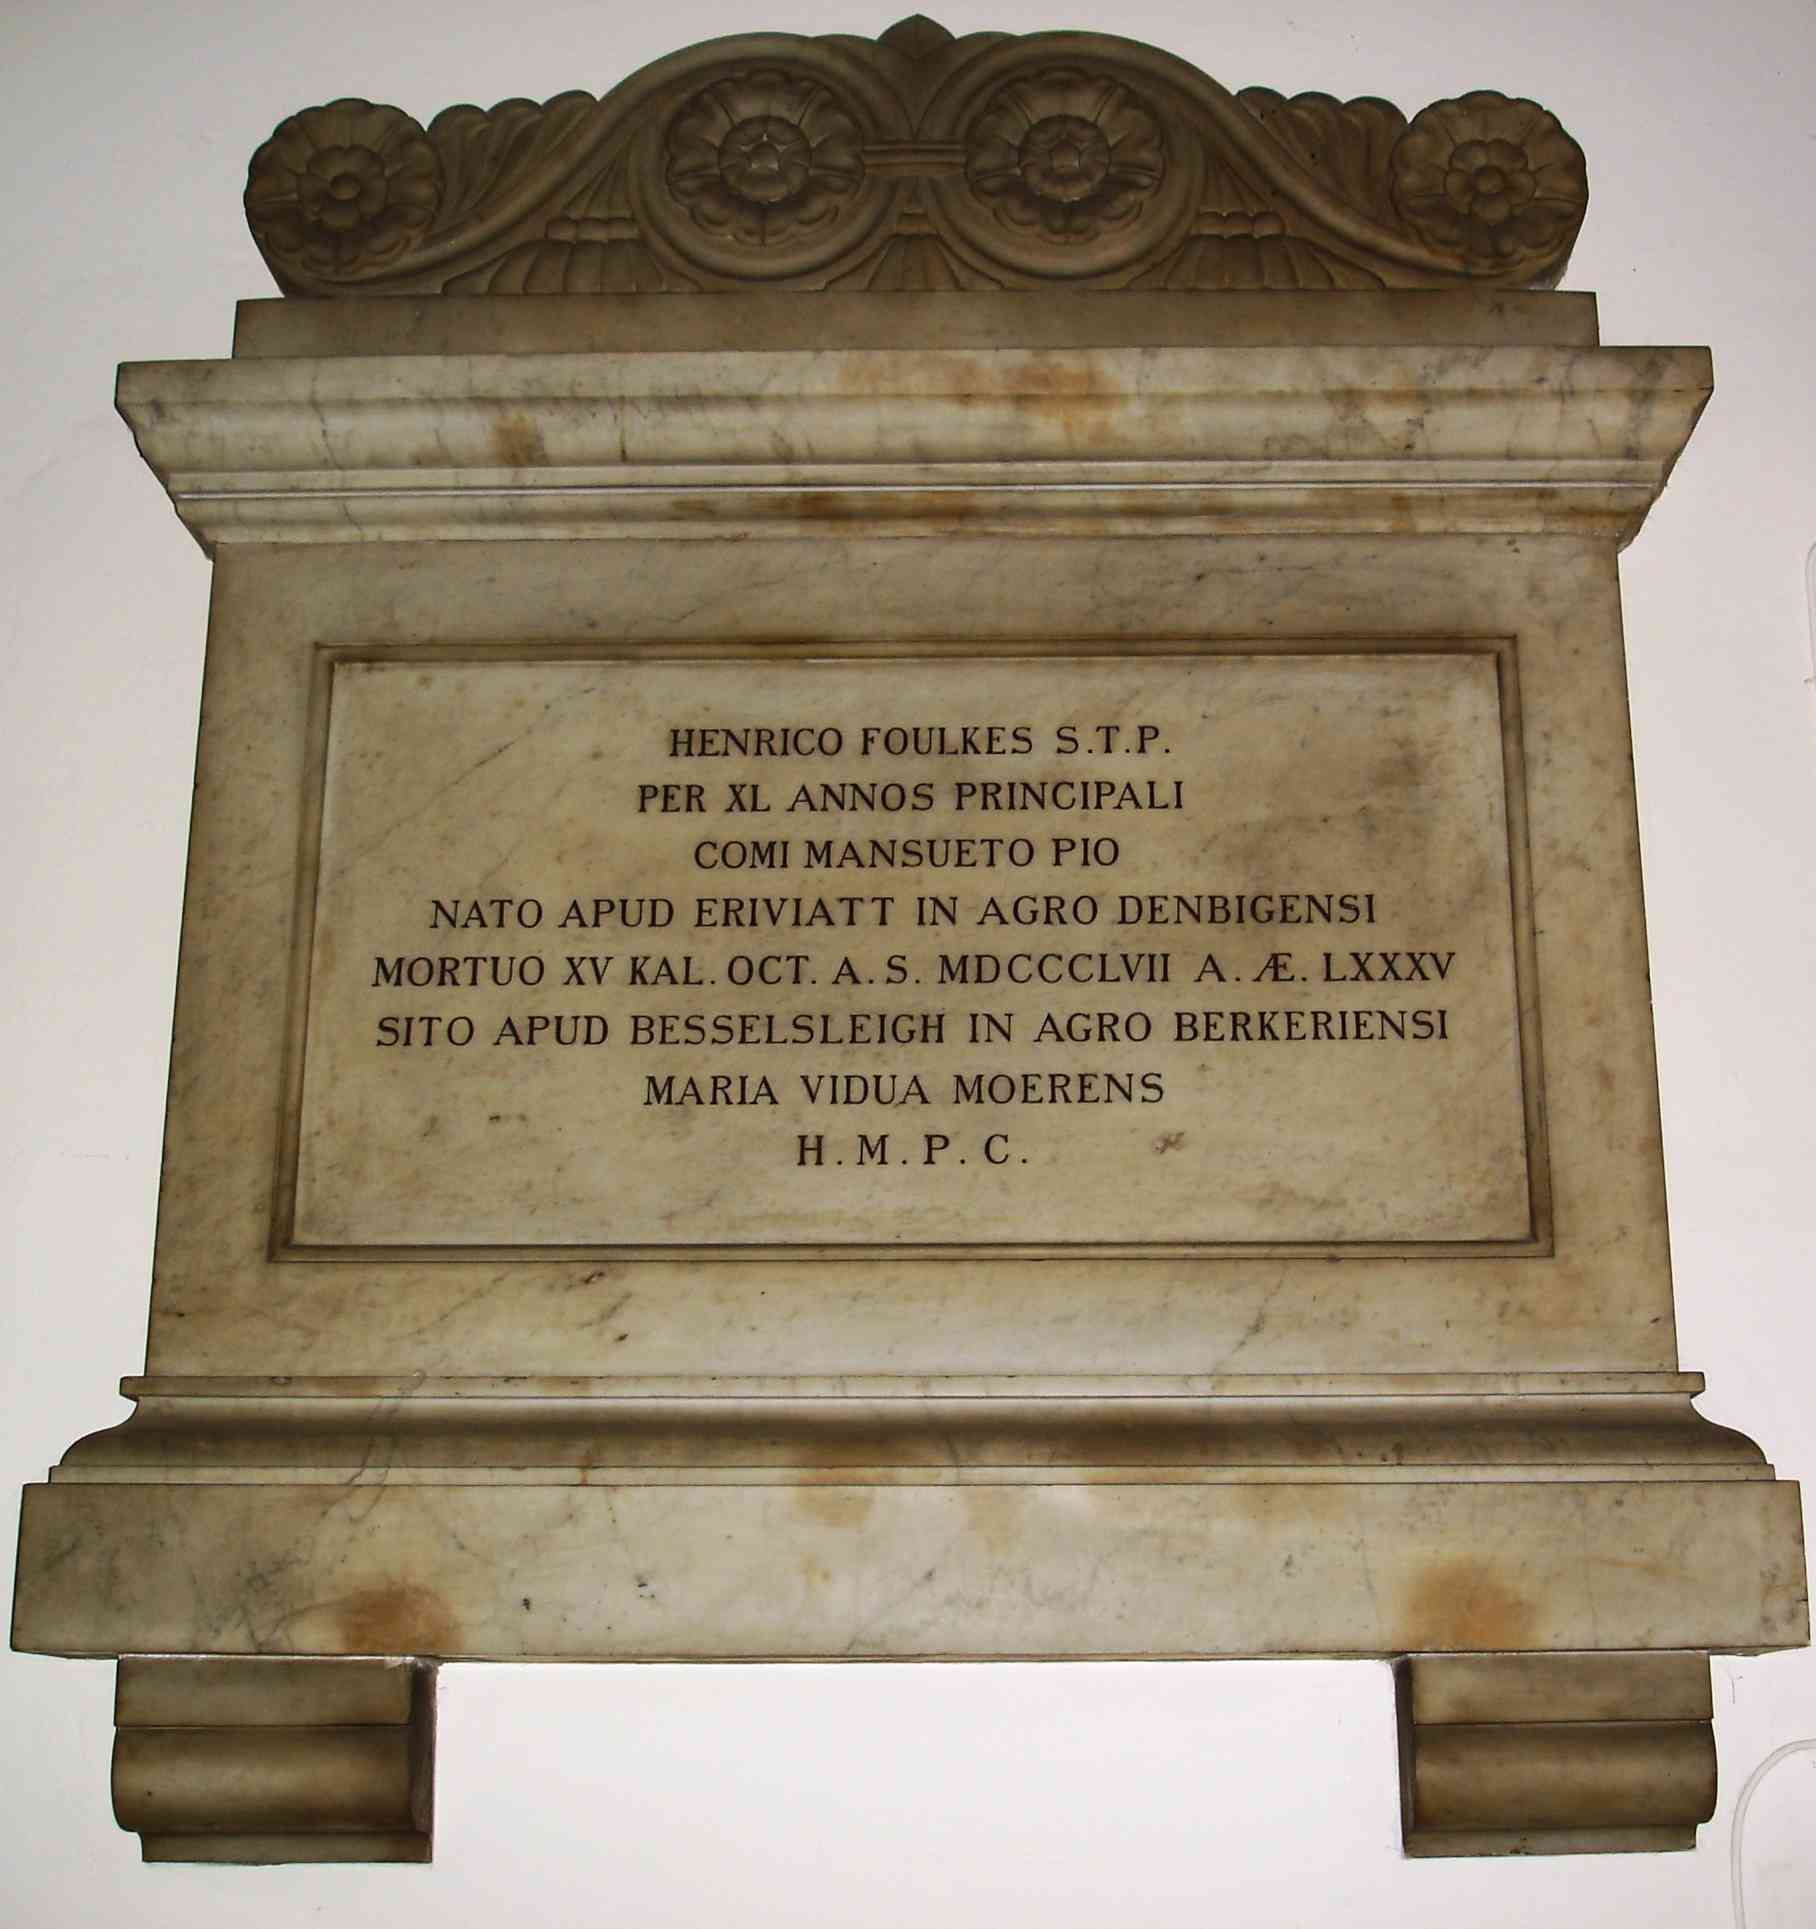 HENRICO FOULKES S.T.P.
PER XL ANNOS PRINCIPALI
COMI MANSUETO PIO
NATO APUD ERIVIATT IN AGRO DENBIGENSI
MORTUO XV KAL. OCT. A.S. MDCCCLVII A. Æ. LXXXV
SITO APUD BESSELSLEIGH IN AGRO BERKERIENSI
MARIA VIDUA MOERENS
H. M. P. C.